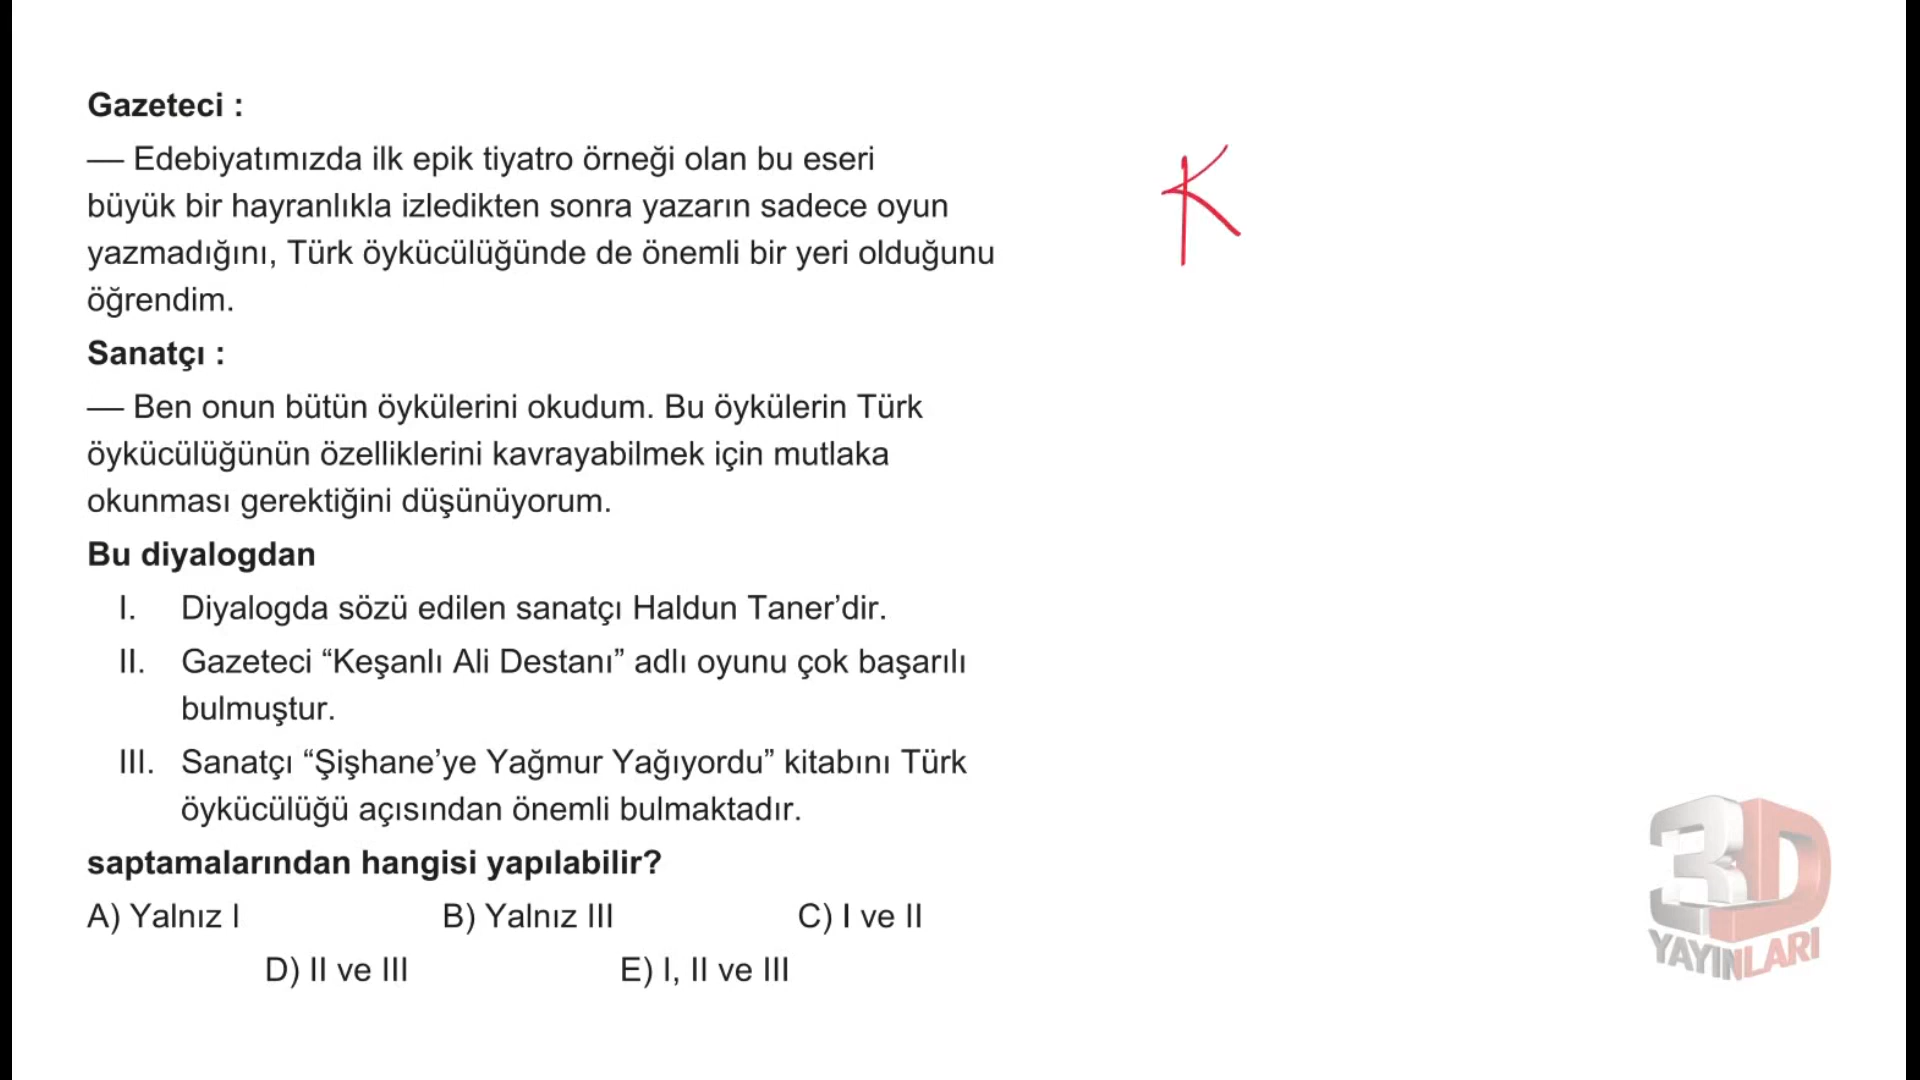 Gazeteci :
— Edebiyatımızda ilk epik tiyatro örneği olan bu eseri
büyük bir hayranlıkla izledikten sonra yazarın sadece oyun
yazmadığını, Türk öykücülüğünde de önemli bir yeri olduğunu
öğrendim.
Sanatçı :
— Ben onun bütün öykülerini okudum. Bu öykülerin Türk
öykücülüğünün özelliklerini kavrayabilmek için mutlaka
okunması gerektiğini düşünüyorum.
Bu diyalogdan
I. Diyalogda sözü edilen sanatçı Haldun Taner’dir.
II. Gazeteci “Keşanlı Ali Destanı” adlı oyunu çok başarılı
bulmuştur.
III. Sanatçı “Şişhane’ye Yağmur Yağıyordu” kitabını Türk
öykücülüğü açısından önemli bulmaktadır.
saptamalarından hangisi yapılabilir?
A) Yalnız I B) Yalnız III C) I ve II
D) II ve III E) I, II ve III
K
3D
YAYINLARI